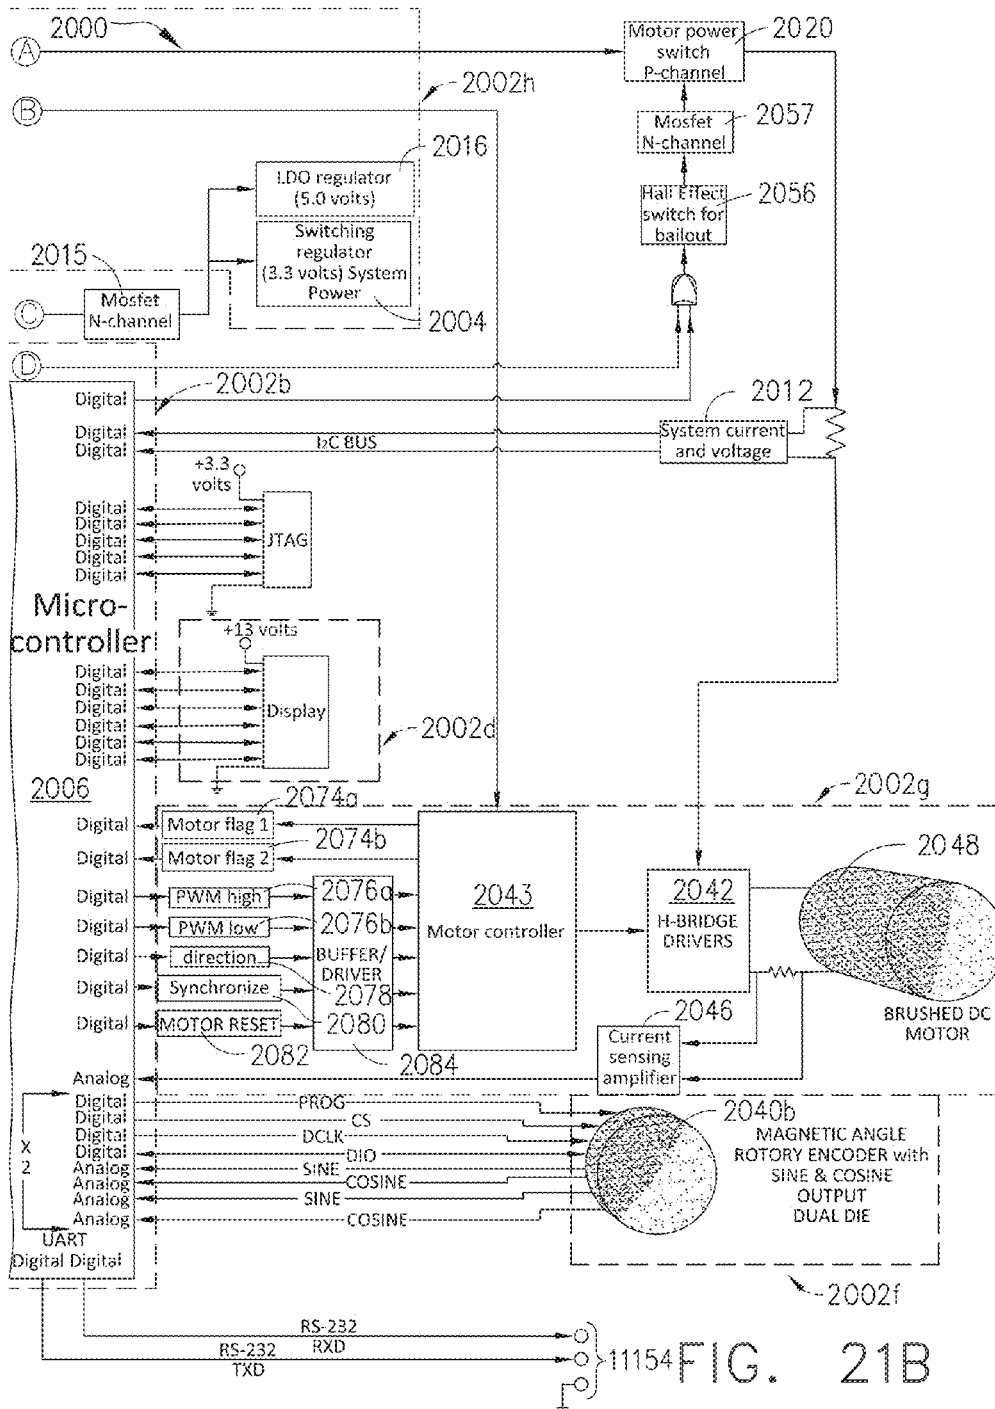 2000
A
Motor power
switch
P-channel
2020
2002h
B
Mosfet
N-channel
2057
2016
LDO regulator
(5.0 volts)
Hall Effect
switch for
bailout
2056
Switching
regulator
(3.3 volts) System
Power
2004
2015
Mosfet
N-channel
C
D
2002b
Digital
2012
System current
and voltage
Digital
I2C BUS
Digital
+3.3
volts
JTAG
Digital
Digital
Digital
Digital
Digital
Micro-
controller
+13 volts
Display
2002d
Digital
Digital
Digital
Digital
Digital
Digital
2006
2002g
2074a
Digital
Motor flag 1
2074b
Digital
Motor flag 2
2043
Motor controller
2042
H-BRIDGE
DRIVERS
2048
Digital
PWM high
2076a
Digital
PWM low
2076b
BUFFER/
DRIVER
Digital
direction
2078
Digital
Synchronize
2080
Digital
MOTOR RESET
2082
2084
BRUSHED DC
MOTOR
2046
Current
sensing
amplifier
Analog
Digital
PROG
Digital
CS
Digital
DCLK
Digital
DIO
Analog
SINE
Analog
COSINE
Analog
SINE
Analog
COSINE
X
2
2040b
MAGNETIC ANGLE
ROTORY ENCODER with
SINE & COSINE
OUTPUT
DUAL DIE
UART
Digital Digital
2002f
RS-232
RXD
RS-232
TXD
11154
FIG. 21B